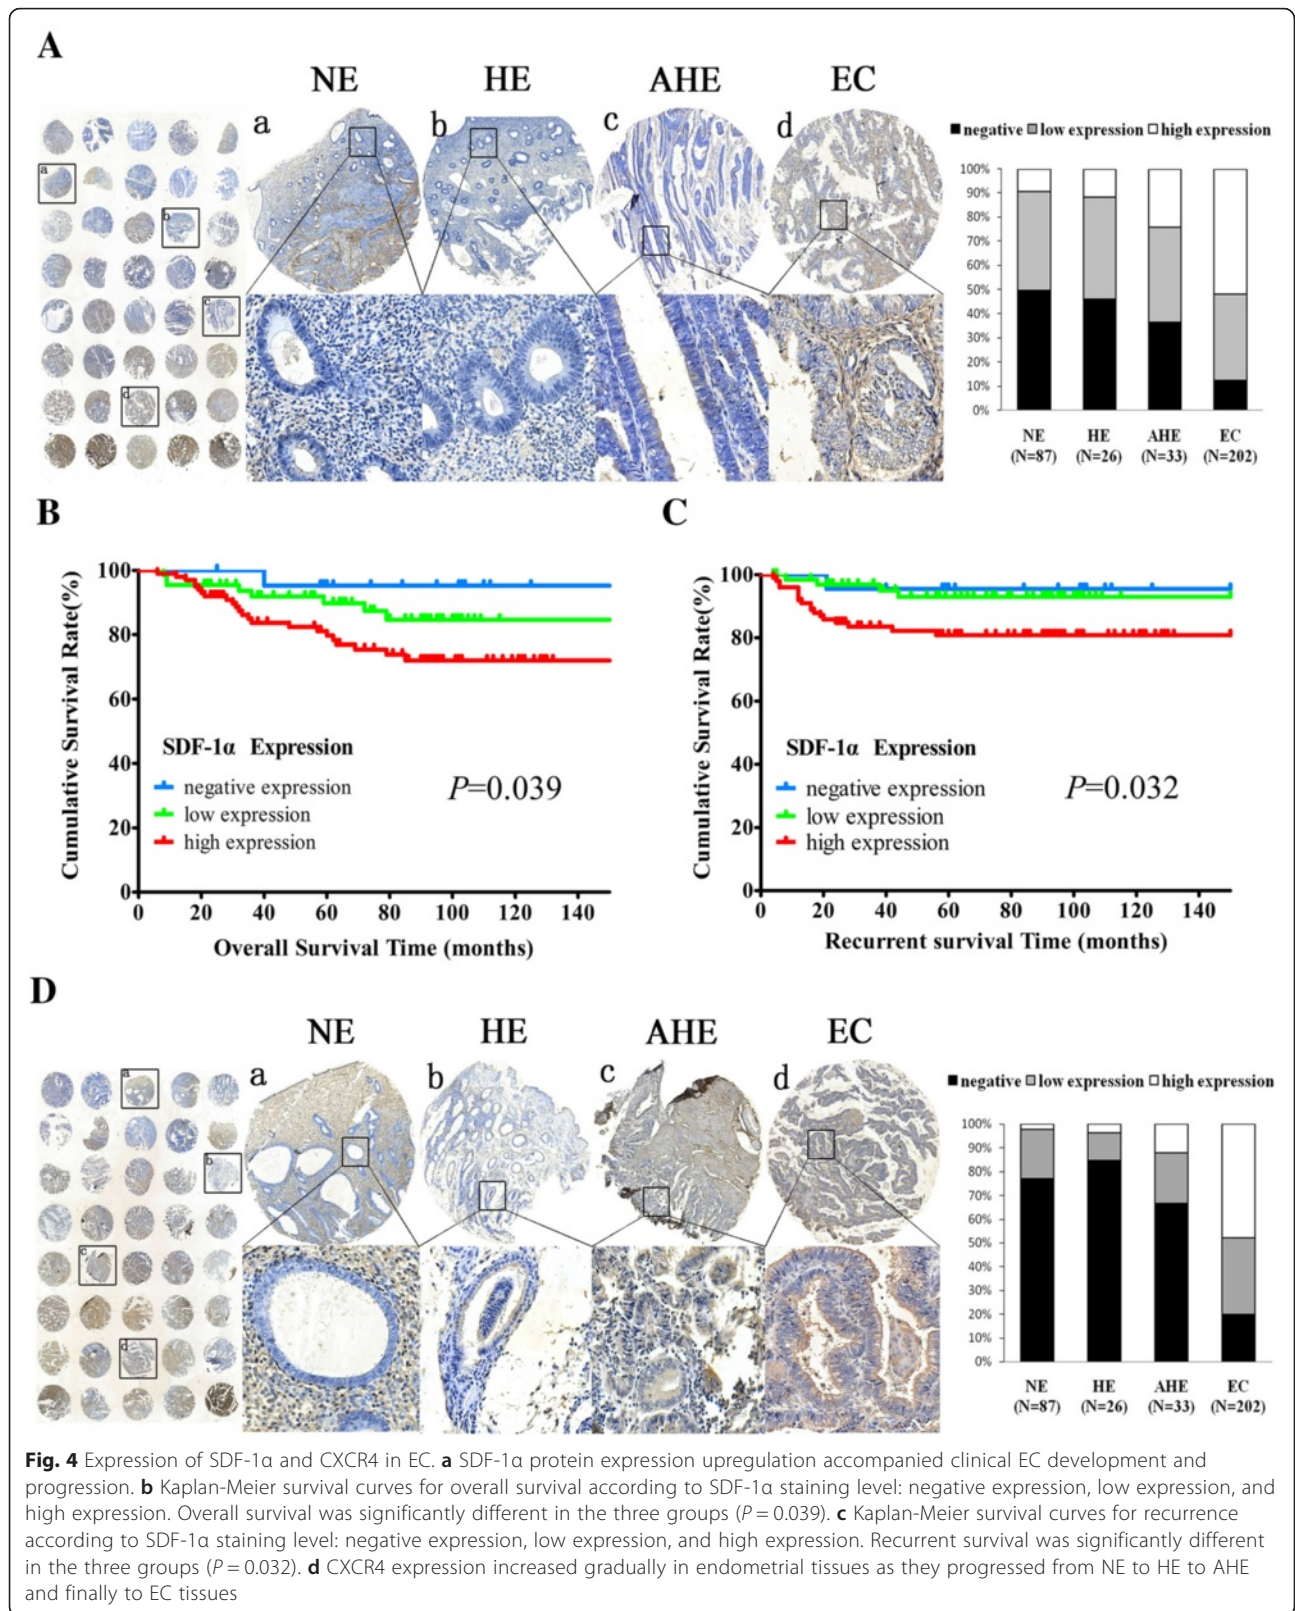 A
NE HE AHE EC
a b c d
a
b
c
d
negative low expression high expression
100%
90%
80%
70%
60%
50%
40%
30%
20%
10%
0%
NE HE AHE EC
(N=87) (N=26) (N=33) (N=202)
B
Cumulative Survival Rate(%)
100
80
60
40
20
0
SDF-1α Expression
negative expression
low expression
high expression
P=0.039
0 20 40 60 80 100 120 140
Overall Survival Time (months)
C
Cumulative Survival Rate(%)
100
80
60
40
20
0
SDF-1α Expression
negative expression
low expression
high expression
P=0.032
0 20 40 60 80 100 120 140
Recurrent survival Time (months)
D
NE HE AHE EC
a b c d
a
b
c
d
negative low expression high expression
100%
90%
80%
70%
60%
50%
40%
30%
20%
10%
0%
NE HE AHE EC
(N=87) (N=26) (N=33) (N=202)
Fig. 4 Expression of SDF-1α and CXCR4 in EC. a SDF-1α protein expression upregulation accompanied clinical EC development and
progression. b Kaplan-Meier survival curves for overall survival according to SDF-1α staining level: negative expression, low expression, and
high expression. Overall survival was significantly different in the three groups (P = 0.039). c Kaplan-Meier survival curves for recurrence
according to SDF-1α staining level: negative expression, low expression, and high expression. Recurrent survival was significantly different
in the three groups (P = 0.032). d CXCR4 expression increased gradually in endometrial tissues as they progressed from NE to HE to AHE
and finally to EC tissues